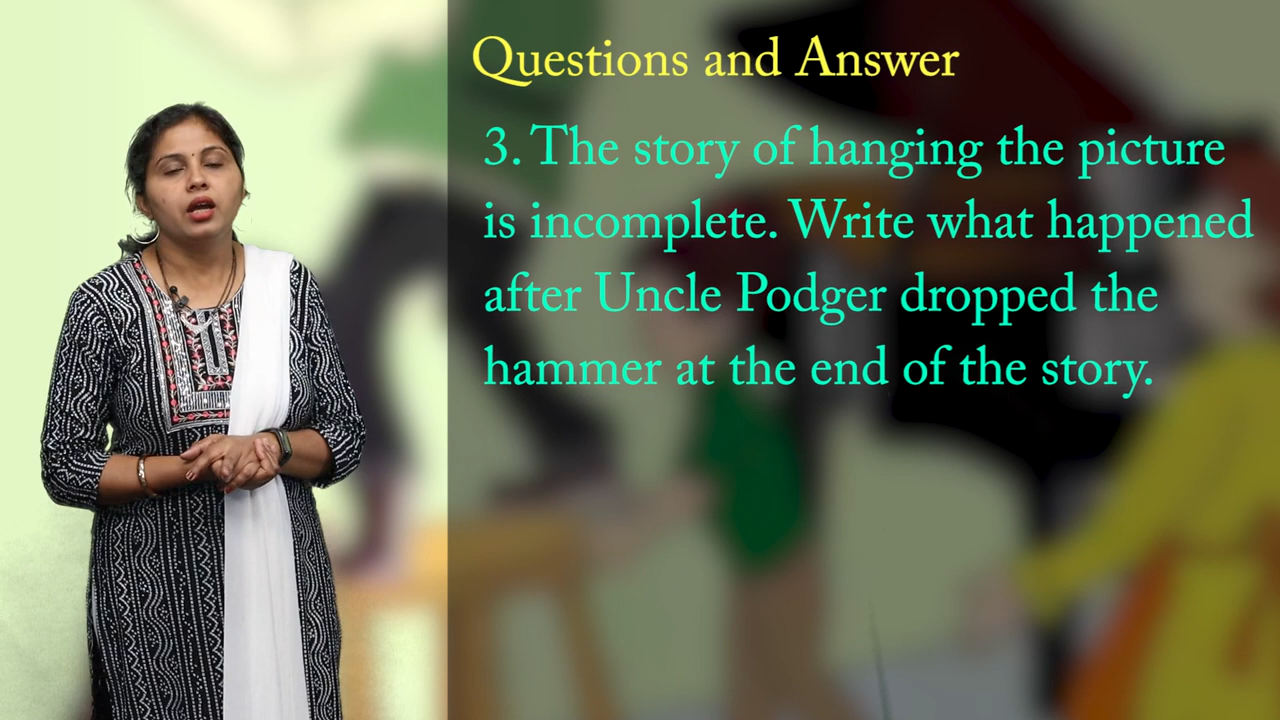 Questions and Answer
3. The story of hanging the picture
is incomplete. Write what happened
after Uncle Podger dropped the
hammer at the end of the story.